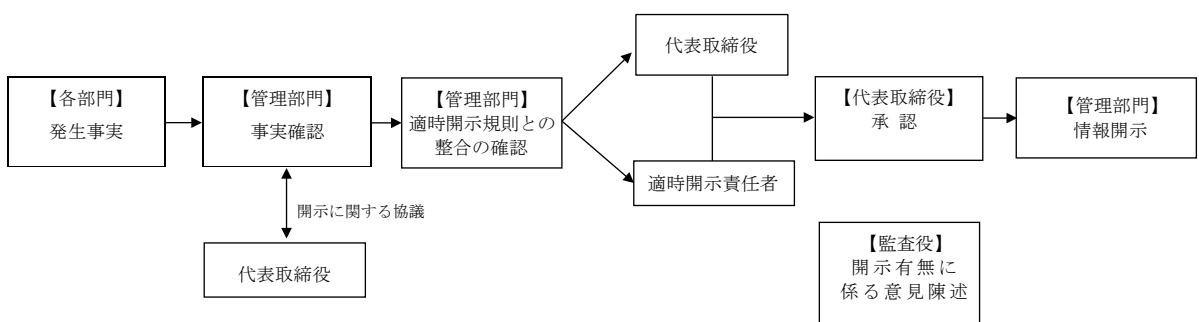 【各部門】
発生事実
【管理部門】
事実確認
開示に関する協議
代表取締役
【管理部門】
適時開示規則との
整合の確認
代表取締役
適時開示責任者
【代表取締役】
承 認
【監査役】
開示有無に
係る意見陳述
【管理部門】
情報開示